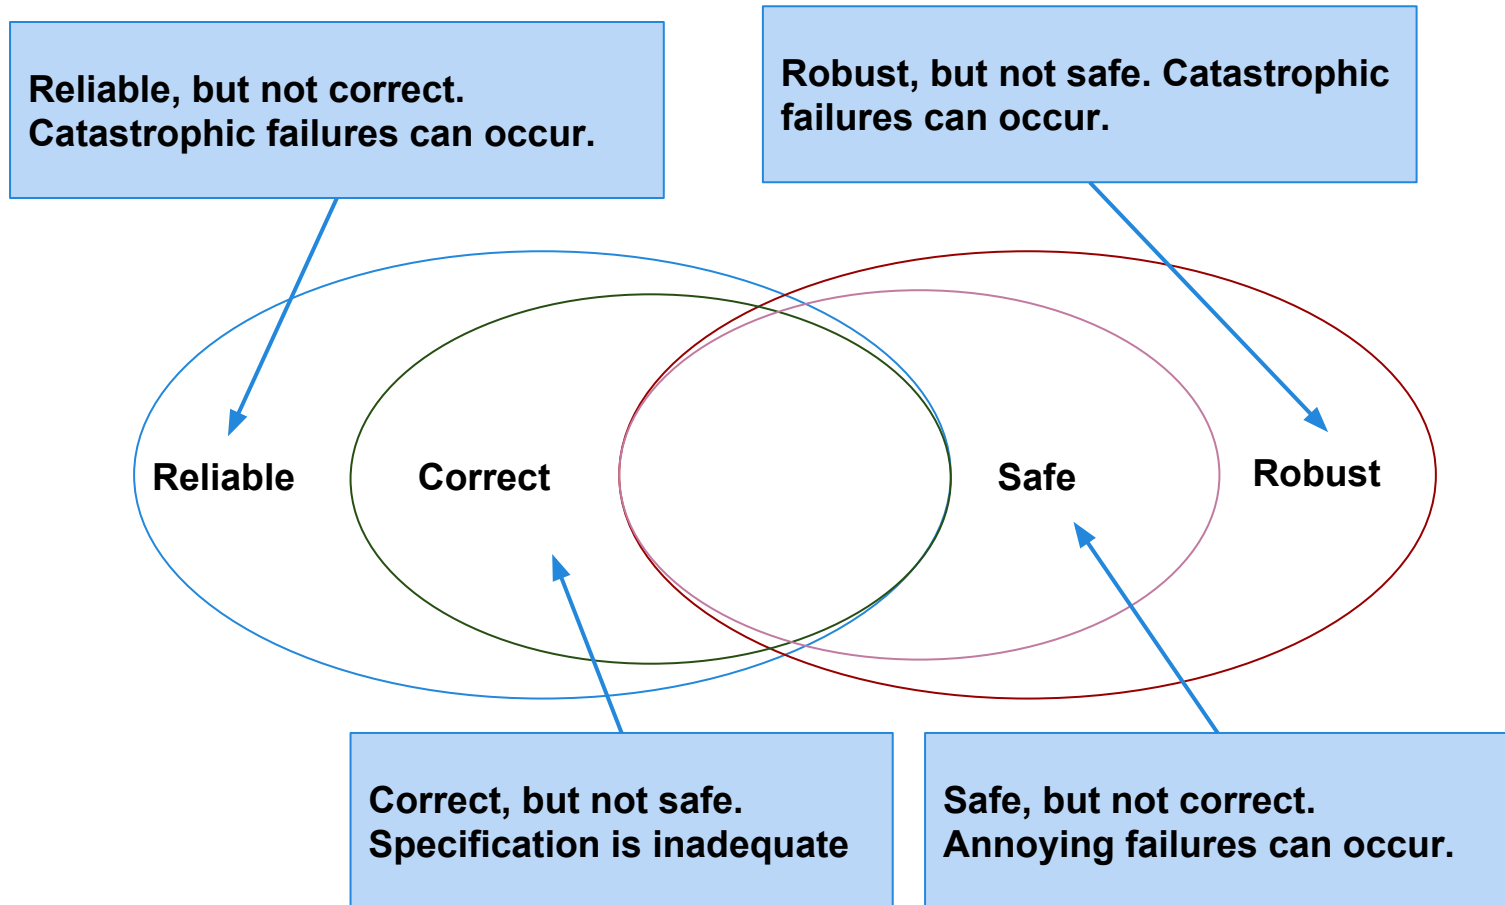 Reliable, but not correct.
Catastrophic failures can occur.
Robust, but not safe. Catastrophic
failures can occur.
Reliable
Correct
Safe
Robust
Correct, but not safe.
Specification is inadequate
Safe, but not correct.
Annoying failures can occur.